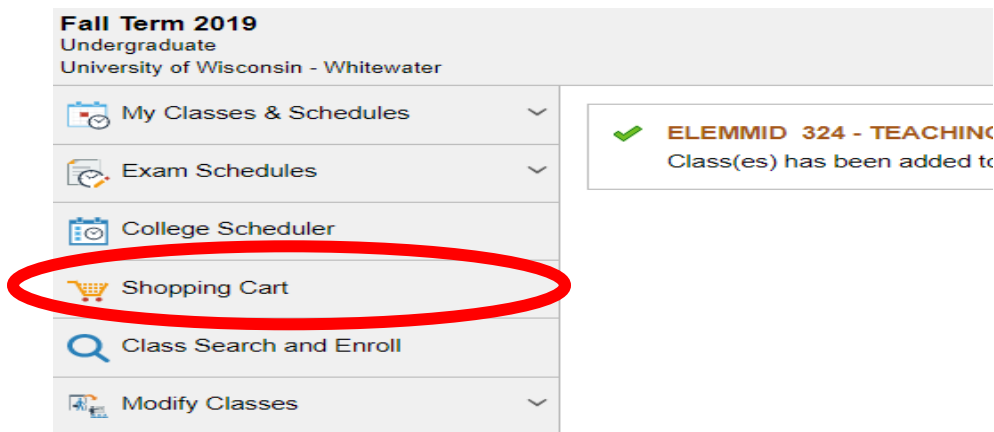 Fall Term 2019
Undergraduate
University of Wisconsin - Whitewater
My Classes & Schedules
Exam Schedules
College Scheduler
Shopping Cart
Class Search and Enroll
Modify Classes
ELEMMID 324 - TEACHING
Class(es) has been added to